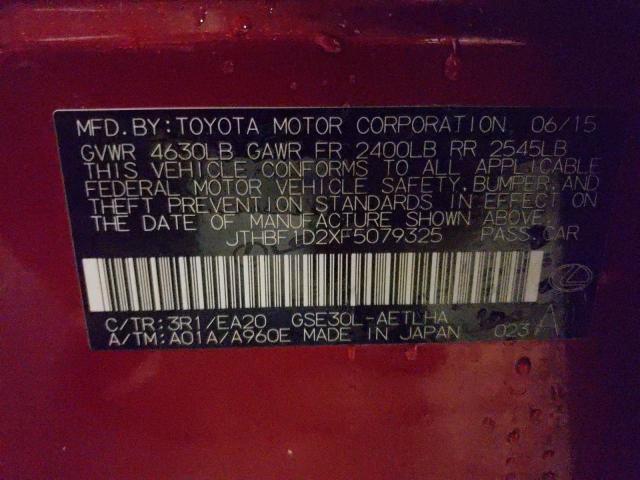 MFD.BY:TOYOTA MOTOR CORPORATION 06/15
GVWR 4630LB GAWR FR 2400LB RR 2545LB
THIS VEHICLE CONFORMS TO ALL APPLICABLE
FEDERAL MOTOR VEHICLE SAFETY,BUMPER,AND
THEFT PREVENTION STANDARDS IN EFFECT ON
THE DATE OF MANUFACTURE SHOWN ABOVE.
JTHBF1D2XF5079325 PASS.CAR
C/TR:3R1/EA20 GSE30L-AETLHA
A/TM:A01A/A960E MADE IN JAPAN 023 A